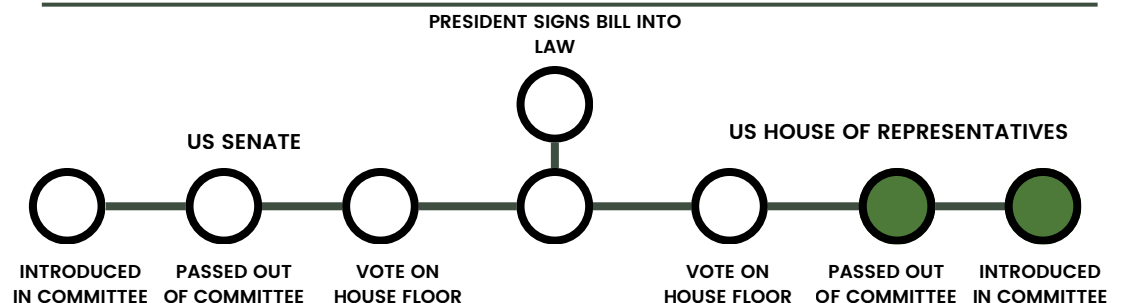 PRESIDENT SIGNS BILL INTO
LAW
US SENATE
US HOUSE OF REPRESENTATIVES
INTRODUCED
IN COMMITTEE
PASSED OUT
OF COMMITTEE
VOTE ON
HOUSE FLOOR
VOTE ON
HOUSE FLOOR
PASSED OUT
OF COMMITTEE
INTRODUCED
IN COMMITTEE